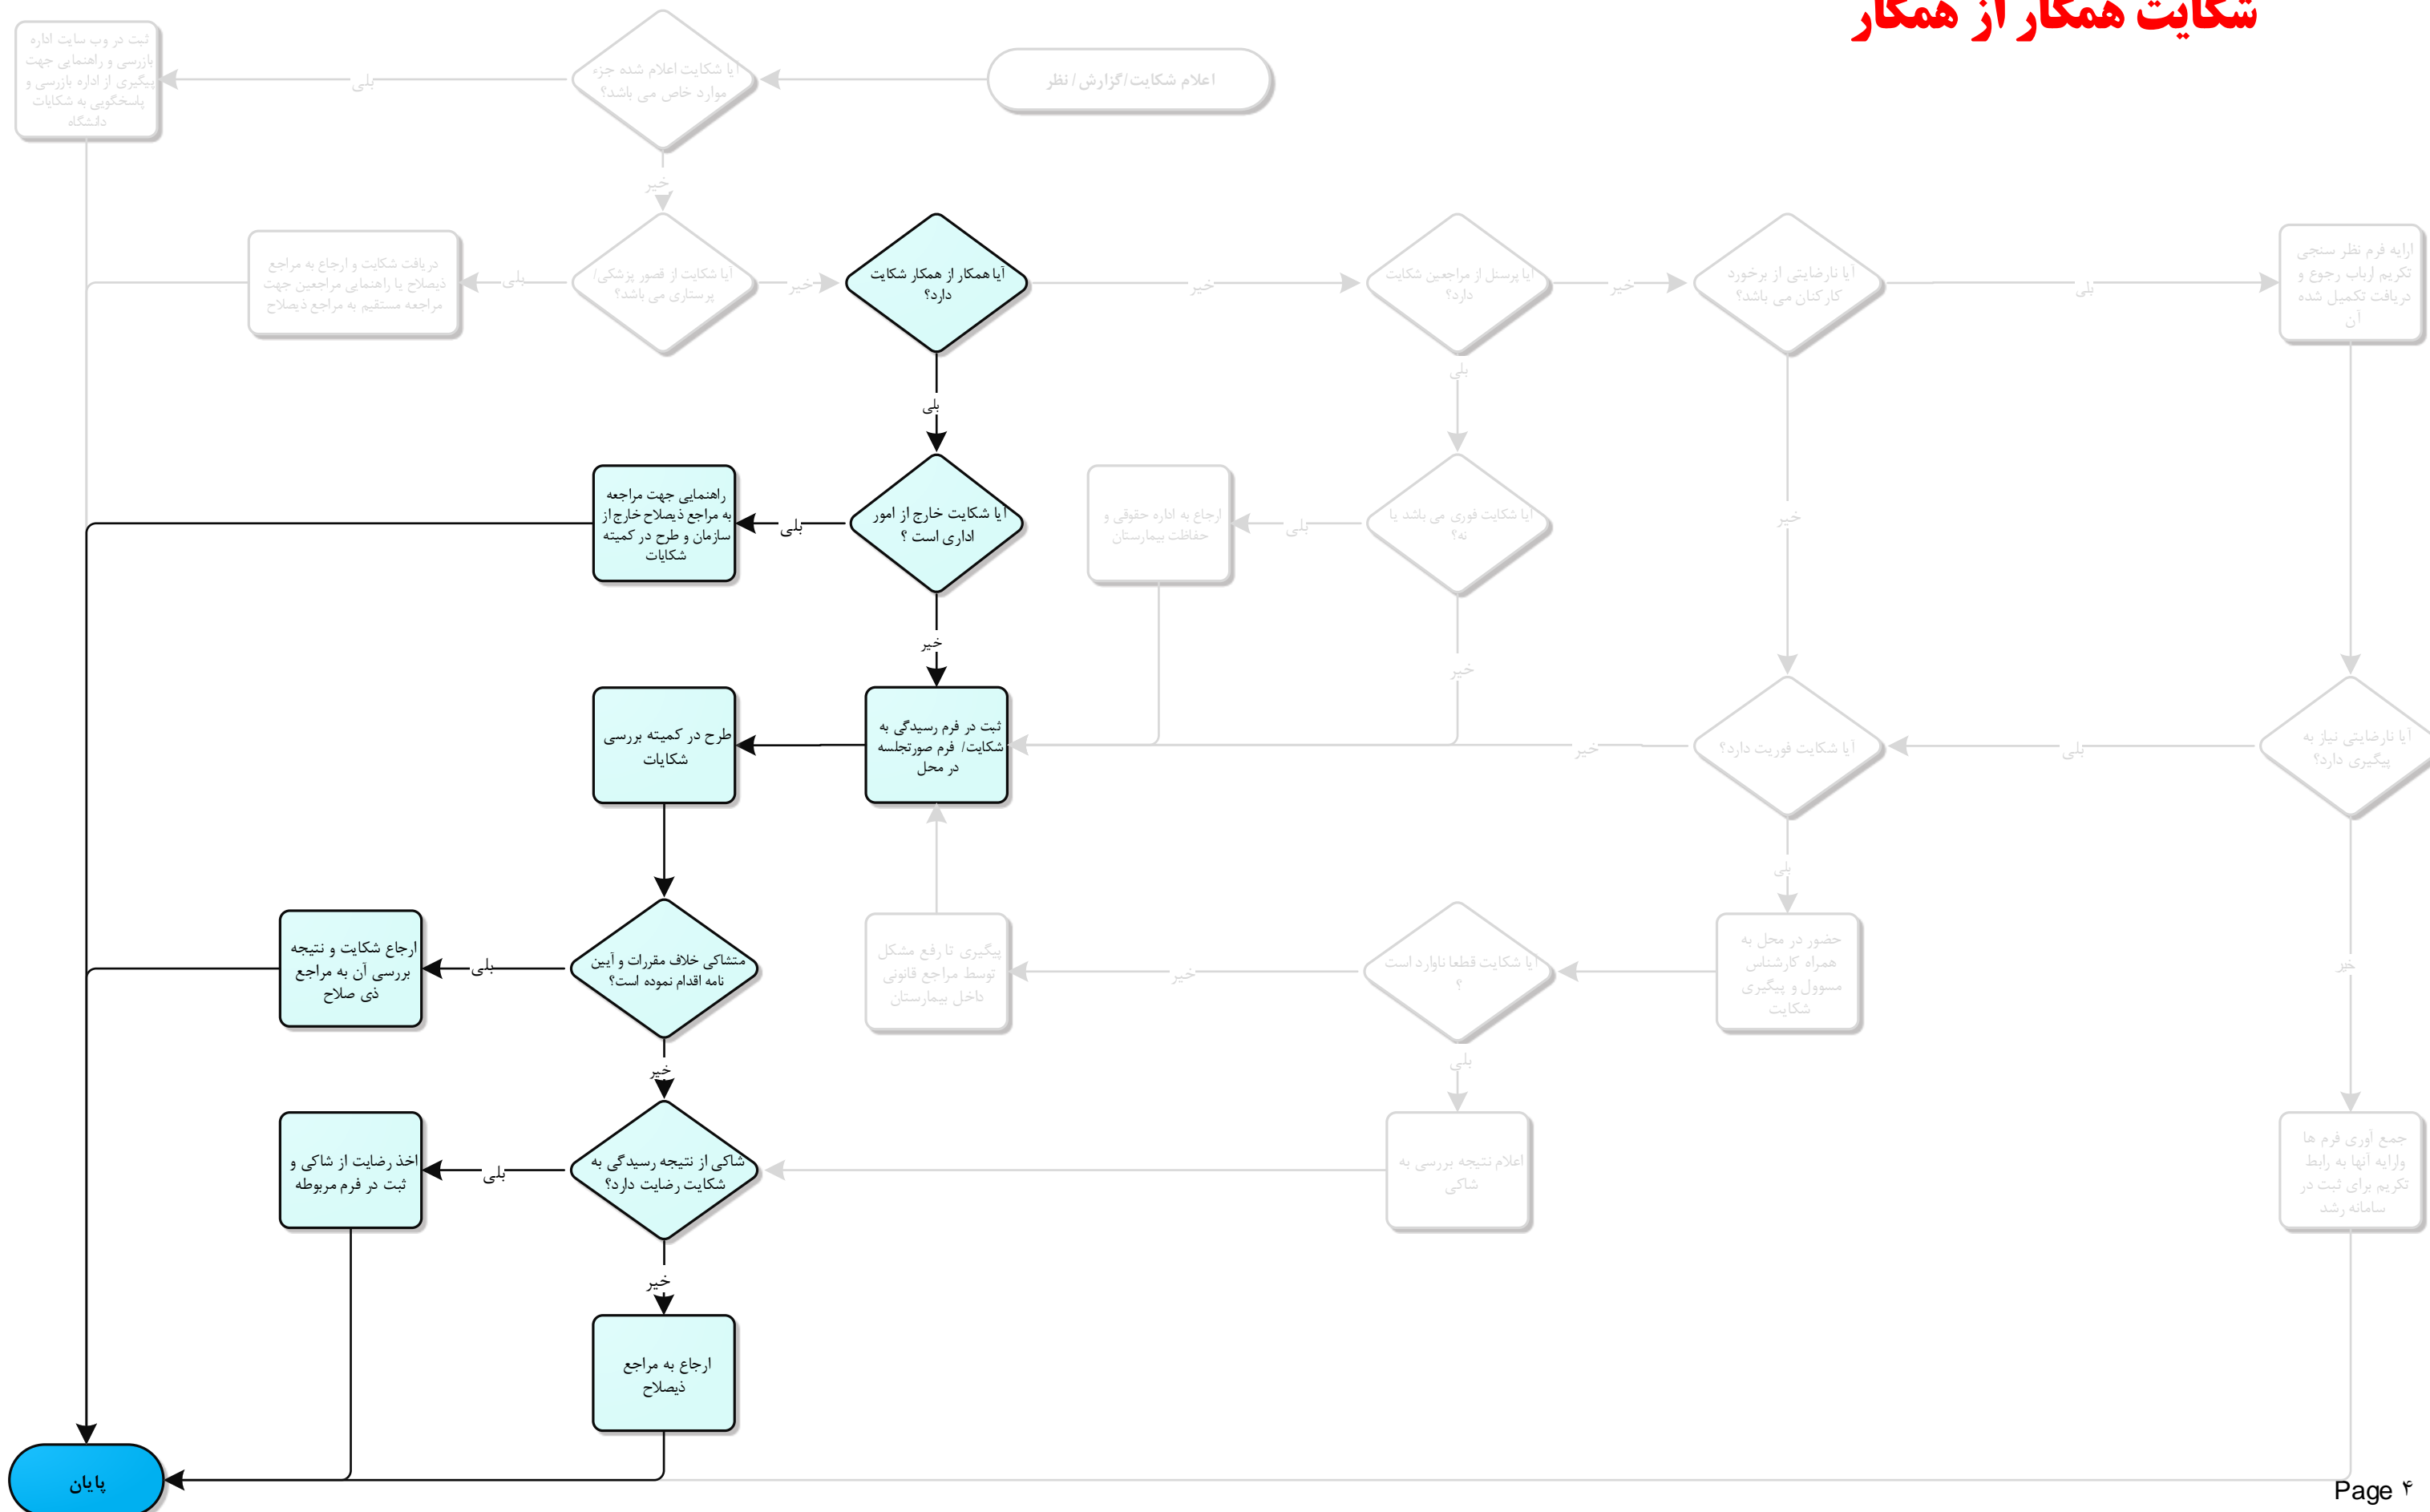 شکایت همکار از همکار
اعلام شکایت/گزارش/ نظر
آیا شکایت اعلام شده جزء
موارد خاص می باشد؟
بلی
ثبت در وب سایت اداره
بازرسی و راهنمایی جهت
پیگیری از اداره بازرسی و
پاسخگویی به شکایات
دانشگاه
خیر
آیا شکایت از قصور پزشکی/
پرستاری می باشد؟
بلی
دریافت شکایت و ارجاع به مراجع
ذیصلاح یا راهنمایی مراجعین جهت
مراجعه مستقیم به مراجع ذیصلاح
خیر
آیا همکار از همکار شکایت
دارد؟
خیر
آیا پرسنل از مراجعین شکایت
دارد؟
خیر
آیا نارضایتی از برخورد
کارکنان می باشد؟
بلی
ارایه فرم نظر سنجی
تکریم ارباب رجوع و
دریافت تکمیل شده
آن
بلی
بلی
آیا شکایت خارج از امور
اداری است ؟
بلی
راهنمایی جهت مراجعه
به مراجع ذیصلاح خارج از
سازمان و طرح در کمیته
شکایات
آیا شکایت فوری می باشد یا
نه؟
بلی
ارجاع به اداره حقوقی و
حفاظت بیمارستان
خیر
خیر
خیر
ثبت در فرم رسیدگی به
شکایت/ فرم صورتجلسه
در محل
طرح در کمیته بررسی
شکایات
آیا نارضایتی نیاز به
پیگیری دارد؟
بلی
آیا شکایت فوریت دارد؟
خیر
بلی
خیر
حضور در محل به
همراه کارشناس
مسوول و پیگیری
شکایت
آیا شکایت قطعا ناوارد است
؟
خیر
پیگیری تا رفع مشکل
توسط مراجع قانونی
داخل بیمارستان
متشاکی خلاف مقررات و آیین
نامه اقدام نموده است؟
بلی
ارجاع شکایت و نتیجه
بررسی آن به مراجع
ذی صلاح
خیر
بلی
جمع آوری فرم ها
وارایه آنها به رابط
تکریم برای ثبت در
سامانه رشد
اعلام نتیجه بررسی به
شاکی
شاکی از نتیجه رسیدگی به
شکایت رضایت دارد؟
بلی
اخذ رضایت از شاکی و
ثبت در فرم مربوطه
خیر
ارجاع به مراجع
ذیصلاح
پایان
Page ۴